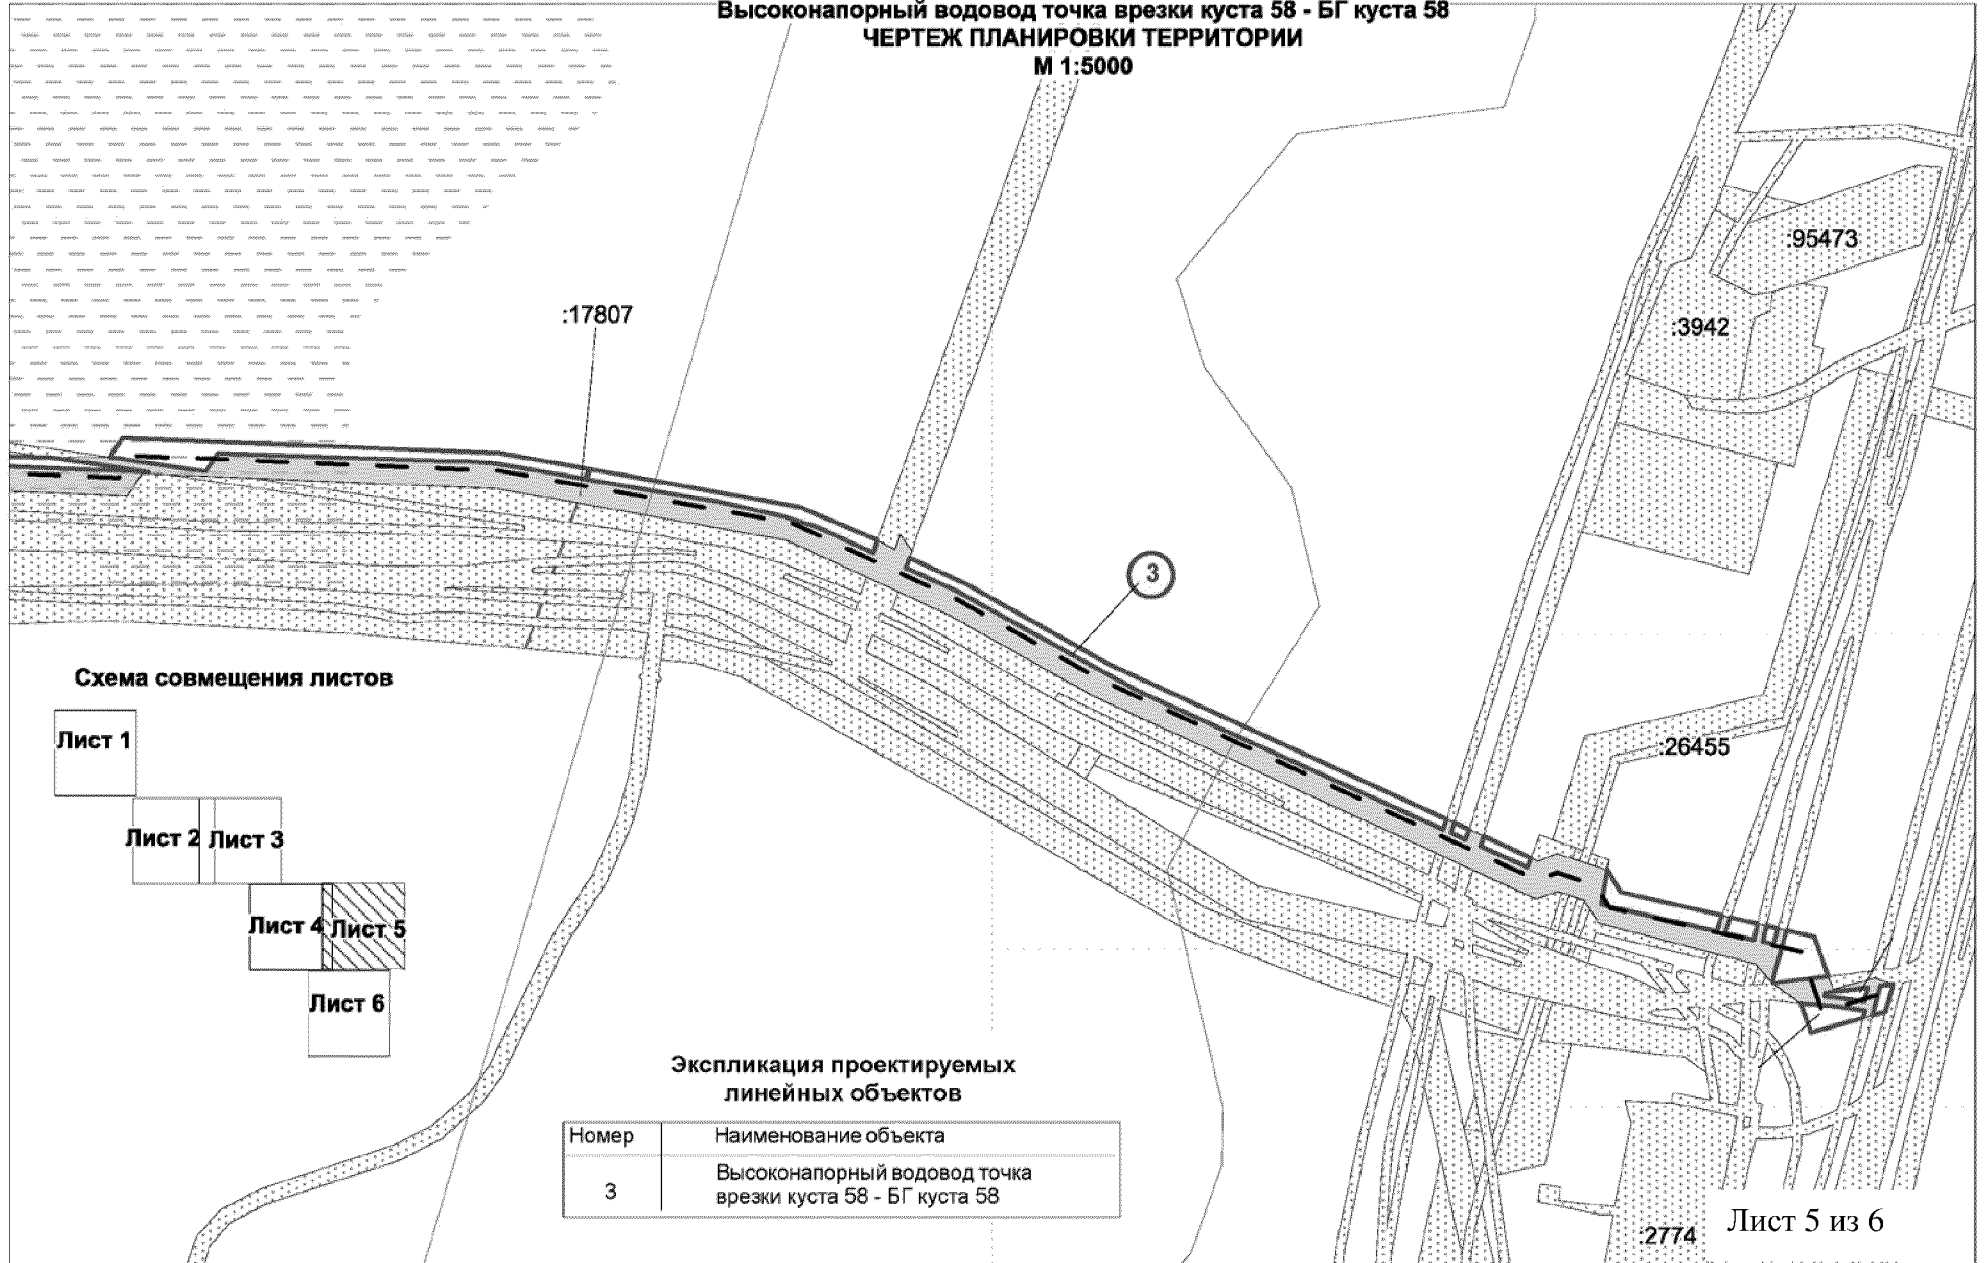 Высоконапорный водовод точка врезки куста 58 - БГ куста 58
ЧЕРТЕЖ ПЛАНИРОВКИ ТЕРРИТОРИИ
М 1:5000
:95473
:17807
:3942
3
:26455
Схема совмещения листов
Лист 1
Лист 2 Лист 3
Лист 4 Лист 5
Лист 6
Экспликация проектируемых
линейных объектов
Номер Наименование объекта
3 Высоконапорный водовод точка
врезки куста 58 - БГ куста 58
Лист 5 из 6
:2774